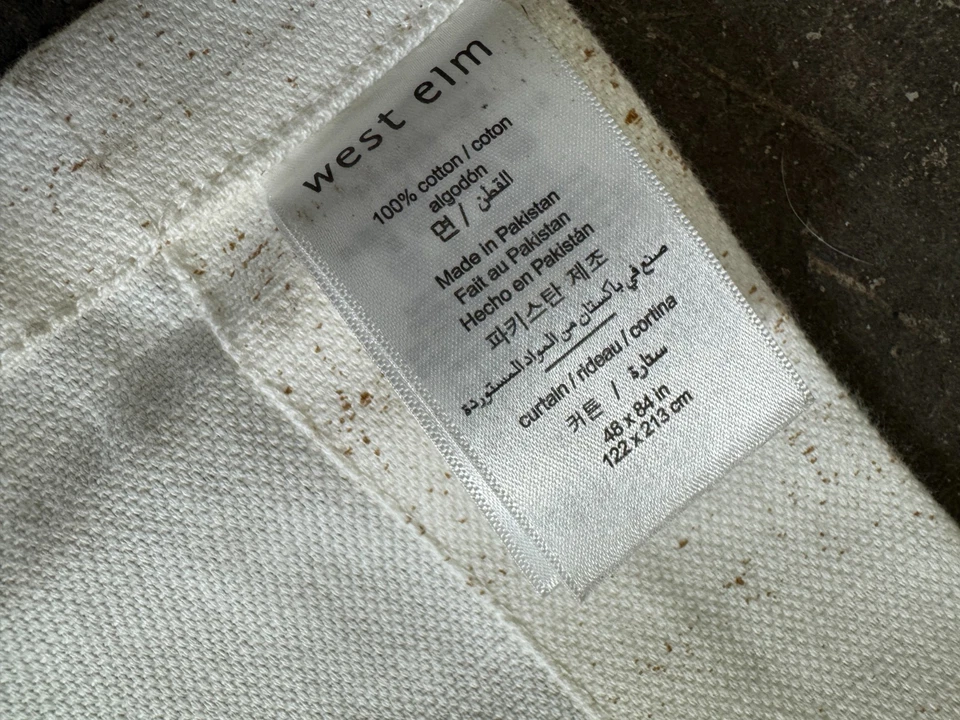 west elm
100% cotton / coton
algodón
면 / القطن
Made in Pakistan
Fait au Pakistan
Hecho en Pakistán
파키스탄 제조
صنع في باكستان من المواد المستوردة
curtain / rideau / cortina
커튼 / ستارة
48 x 84 in
122 x 213 cm